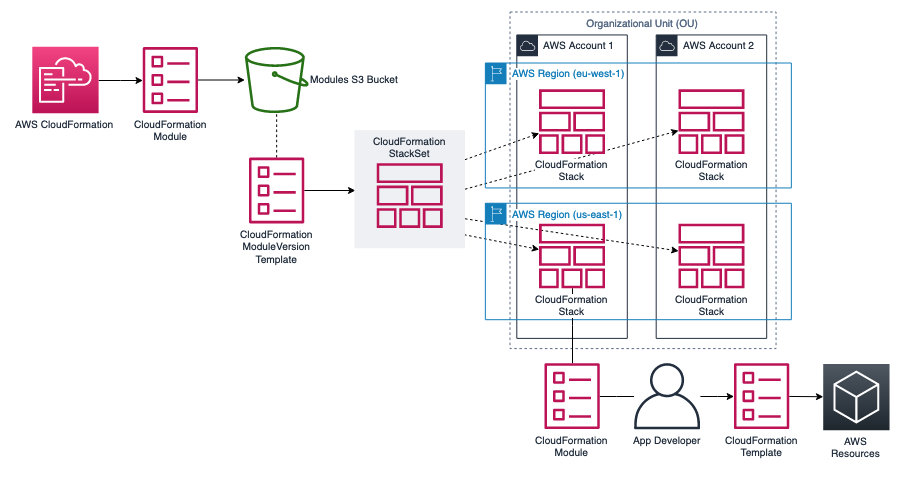 Organizational Unit (OU)
AWS Account 1
AWS Account 2
AWS Region (eu-west-1)
AWS CloudFormation
CloudFormation
Module
Modules S3 Bucket
CloudFormation
StackSet
CloudFormation
Stack
CloudFormation
Stack
AWS Region (us-east-1)
CloudFormation
ModuleVersion
Template
CloudFormation
Stack
CloudFormation
Stack
CloudFormation
Module
App Developer
CloudFormation
Template
AWS
Resources